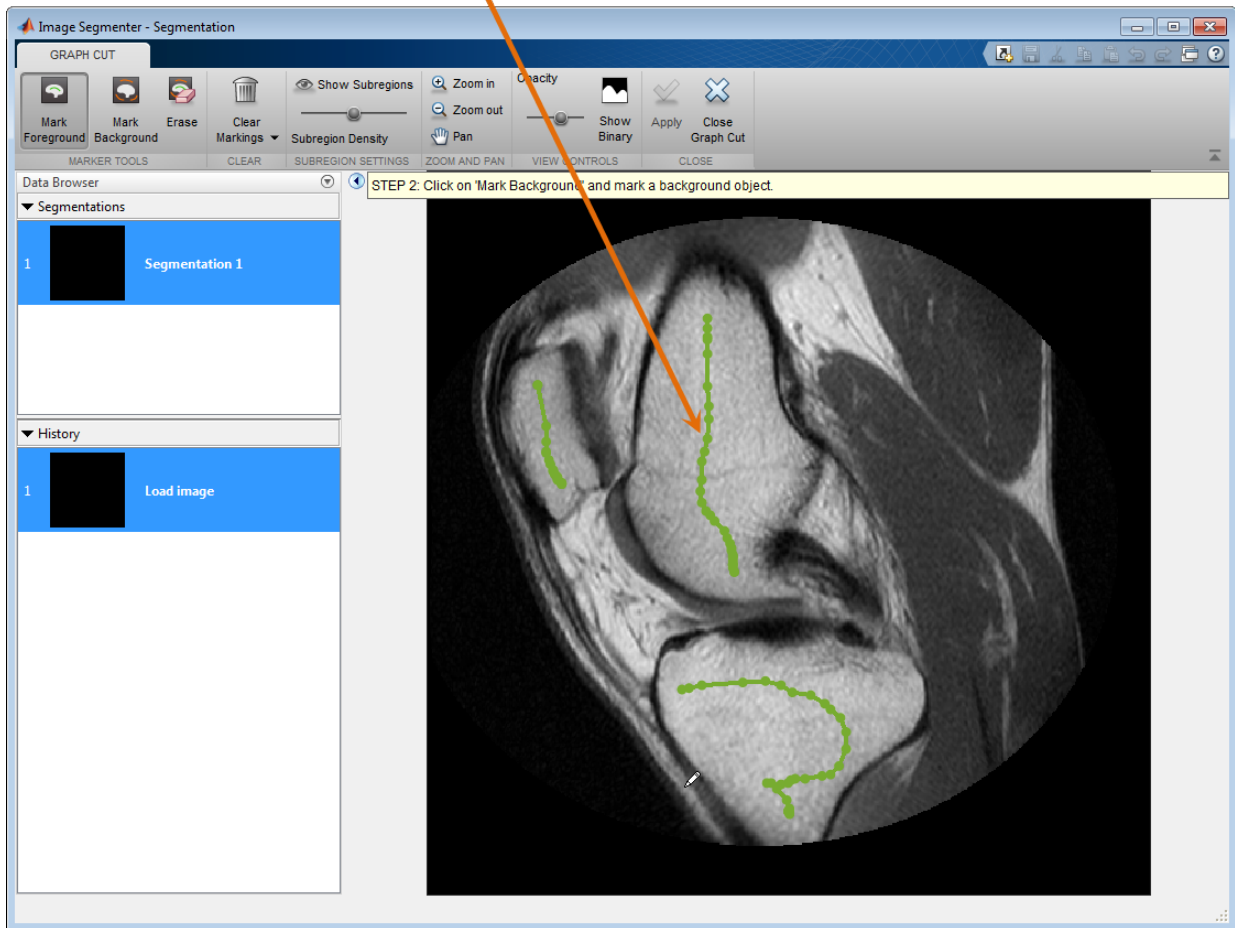 Image Segmenter - Segmentation
GRAPH CUT
Mark Foreground
Mark Background
Erase
Clear Markings
Show Subregions
Subregion Density
Zoom in
Zoom out
Pan
Opacity
Show Binary
Apply
Close Graph Cut
MARKER TOOLS
CLEAR
SUBREGION SETTINGS
ZOOM AND PAN
VIEW CONTROLS
CLOSE
Data Browser
STEP 2: Click on 'Mark Background' and mark a background object.
Segmentations
1 Segmentation 1
History
1 Load image